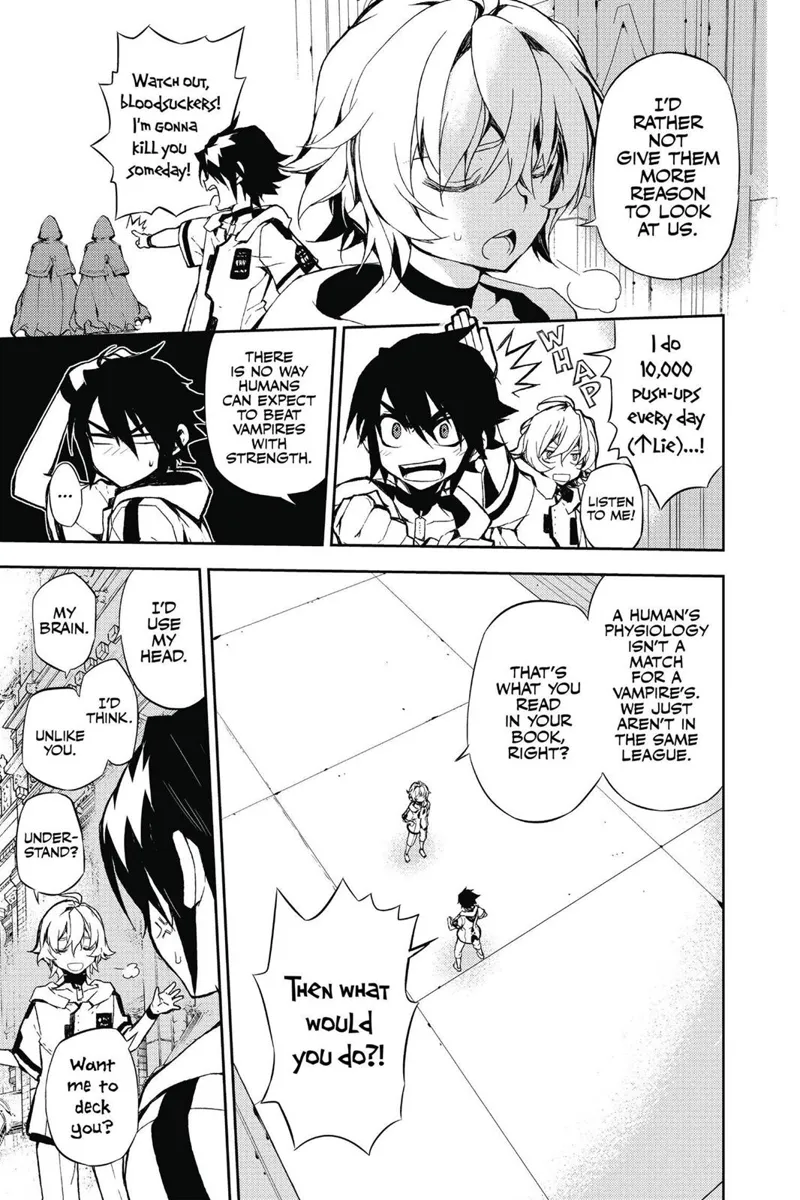 I'D
RATHER
NOT
GIVE THEM
MORE
REASON
TO LOOK
AT US.
WATCH OUT,
bLOODSUCKERS!
I'M GONNA
KiLL YOU
SOMEDAY!
I do
10,000
PUSH-UPS
EVERY dAY
(↑LiE)...!
WHAP
LISTEN
TO ME!
THERE
IS NO WAY
HUMANS
CAN EXPECT
TO BEAT
VAMPIRES
WITH
STRENGTH.
...
A HUMAN'S
PHYSIOLOGY
ISN'T A
MATCH
FOR A
VAMPIRE'S.
WE JUST
AREN'T IN
THE SAME
LEAGUE.
THAT'S
WHAT YOU
READ
IN YOUR
BOOK,
RIGHT?
THEN WHAT
WOULD
YOU dO?!
I'D
USE
MY
HEAD.
MY
BRAIN.
I'D
THINK.
UNLIKE
YOU.
UNDER-
STAND?
WANT
ME TO
dECK
YOU?